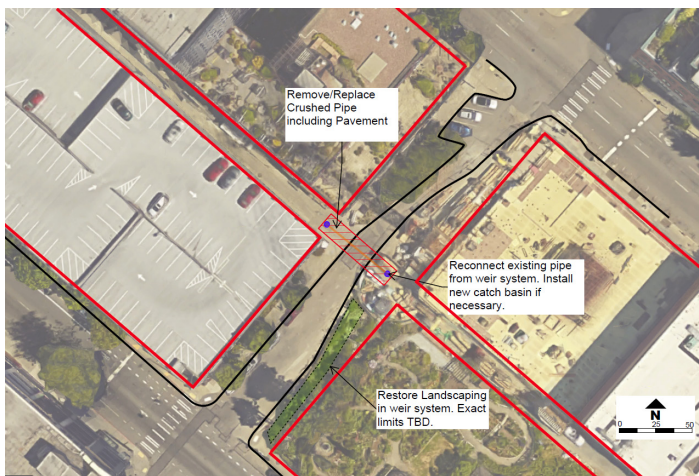 Remove/Replace
Crushed Pipe
including Pavement
Reconnect existing pipe
from weir system. Install
new catch basin if
necessary.
Restore Landscaping
in weir system. Exact
limits TBD.
N
0 25 50